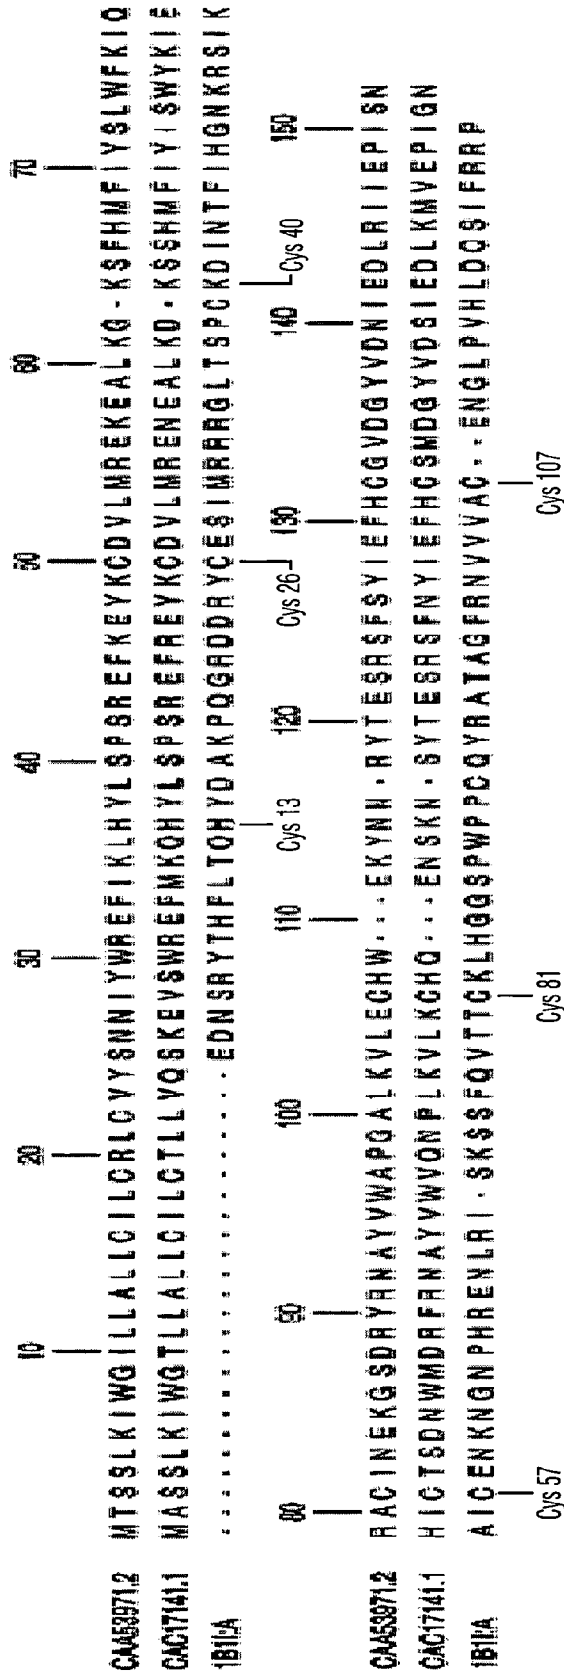 10 20 30 40 50 60 70
CAA53971.2 MTSSLKIWGILLALLCILCRLCVYSNNIYWREFIKLHYLSPSREFKEYKCDVLMREKEALKG·KSFHMFIYSLWFKIQ
CAC17141.1 MASSLKIWGTLLALLCILCTLLVQSKEVSWREFMKQHYLSPSREFREYKCDVLMRENEALKD·KSSHMFIYISWYKIE
1B1I:A ························EDNSRYTHFLTQHYDAKPQGRDDRYCESIMRRRGLTSPCKDINTFIHGNKRSIK
Cys 13 Cys 26 Cys 40
80 90 100 110 120 130 140 150
CAA53971.2 RACINEKGSDRYRNAYVWAPGALKVLECHW···EKYNN·RYTESRSFSYIEFHCGVDGYVDNIEDLRIIEPISN
CAC17141.1 HICTSDNWMDRFRNAYVWVQNPLKVLKCHQ···ENSKN·SYTESRSFNYIEFHCSMDGYVDSIEDLKMVEPIGN
1B1I:A AICENKNGNPHRENLRI·SKSSFQVTTCKLHGGSPWPPCQYRATAGFRNVVVAC··ENGLPVHLDQSIFRRP
Cys 57 Cys 81 Cys 107